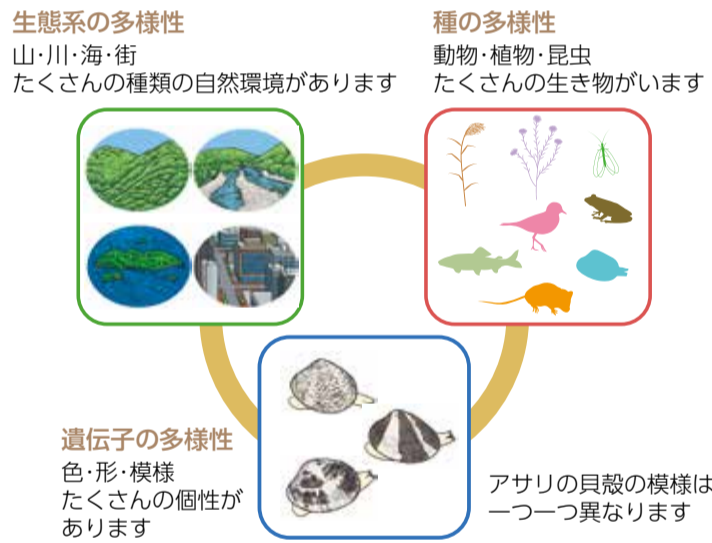 生態系の多様性
山・川・海・街
たくさんの種類の自然環境があります
種の多様性
動物・植物・昆虫
たくさんの生き物がいます
遺伝子の多様性
色・形・模様
たくさんの個性が
あります
アサリの貝殻の模様は
一つ一つ異なります